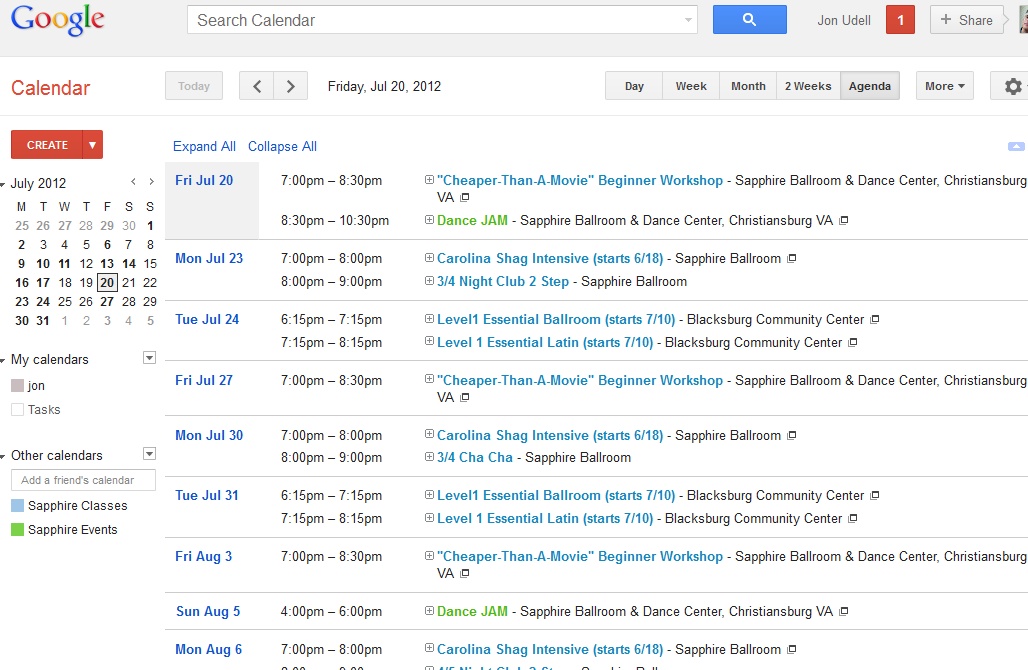 Google
Search Calendar
Jon Udell
1
+ Share
Calendar
Today
Friday, Jul 20, 2012
Day Week Month 2 Weeks Agenda
More
CREATE
Expand All Collapse All
July 2012
M T W T F S S
25 26 27 28 29 30 1
2 3 4 5 6 7 8
9 10 11 12 13 14 15
16 17 18 19 20 21 22
23 24 25 26 27 28 29
30 31 1 2 3 4 5
My calendars
jon
Tasks
Other calendars
Add a friend's calendar
Sapphire Classes
Sapphire Events
Fri Jul 20 7:00pm – 8:30pm "Cheaper-Than-A-Movie" Beginner Workshop - Sapphire Ballroom & Dance Center, Christiansburg
VA
8:30pm – 10:30pm Dance JAM - Sapphire Ballroom & Dance Center, Christiansburg VA
Mon Jul 23 7:00pm – 8:00pm Carolina Shag Intensive (starts 6/18) - Sapphire Ballroom
8:00pm – 9:00pm 3/4 Night Club 2 Step - Sapphire Ballroom
Tue Jul 24 6:15pm – 7:15pm Level1 Essential Ballroom (starts 7/10) - Blacksburg Community Center
7:15pm – 8:15pm Level 1 Essential Latin (starts 7/10) - Blacksburg Community Center
Fri Jul 27 7:00pm – 8:30pm "Cheaper-Than-A-Movie" Beginner Workshop - Sapphire Ballroom & Dance Center, Christiansburg
VA
Mon Jul 30 7:00pm – 8:00pm Carolina Shag Intensive (starts 6/18) - Sapphire Ballroom
8:00pm – 9:00pm 3/4 Cha Cha - Sapphire Ballroom
Tue Jul 31 6:15pm – 7:15pm Level1 Essential Ballroom (starts 7/10) - Blacksburg Community Center
7:15pm – 8:15pm Level 1 Essential Latin (starts 7/10) - Blacksburg Community Center
Fri Aug 3 7:00pm – 8:30pm "Cheaper-Than-A-Movie" Beginner Workshop - Sapphire Ballroom & Dance Center, Christiansburg
VA
Sun Aug 5 4:00pm – 6:00pm Dance JAM - Sapphire Ballroom & Dance Center, Christiansburg VA
Mon Aug 6 7:00pm – 8:00pm Carolina Shag Intensive (starts 6/18) - Sapphire Ballroom